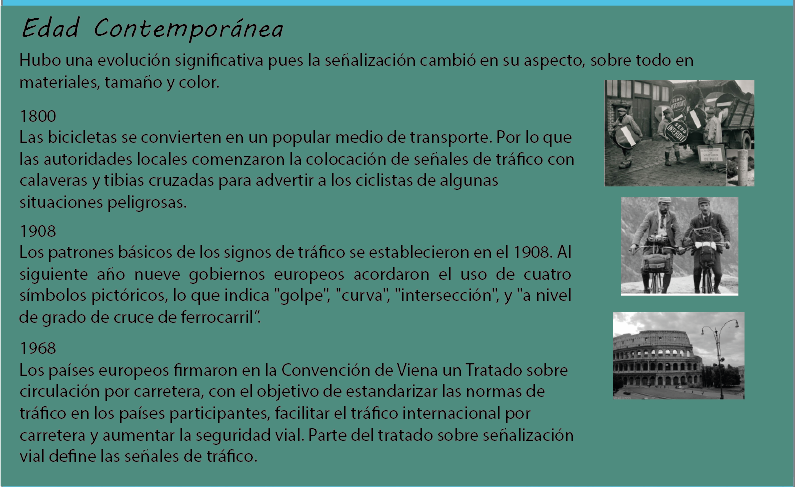 Edad Contemporánea
Hubo una evolución significativa pues la señalización cambió en su aspecto, sobre todo en
materiales, tamaño y color.
1800
Las bicicletas se convierten en un popular medio de transporte. Por lo que
las autoridades locales comenzaron la colocación de señales de tráfico con
calaveras y tibias cruzadas para advertir a los ciclistas de algunas
situaciones peligrosas.
1908
Los patrones básicos de los signos de tráfico se establecieron en el 1908. Al
siguiente año nueve gobiernos europeos acordaron el uso de cuatro
símbolos pictóricos, lo que indica "golpe", "curva", "intersección", y "a nivel
de grado de cruce de ferrocarril“.
1968
Los países europeos firmaron en la Convención de Viena un Tratado sobre
circulación por carretera, con el objetivo de estandarizar las normas de
tráfico en los países participantes, facilitar el tráfico internacional por
carretera y aumentar la seguridad vial. Parte del tratado sobre señalización
vial define las señales de tráfico.